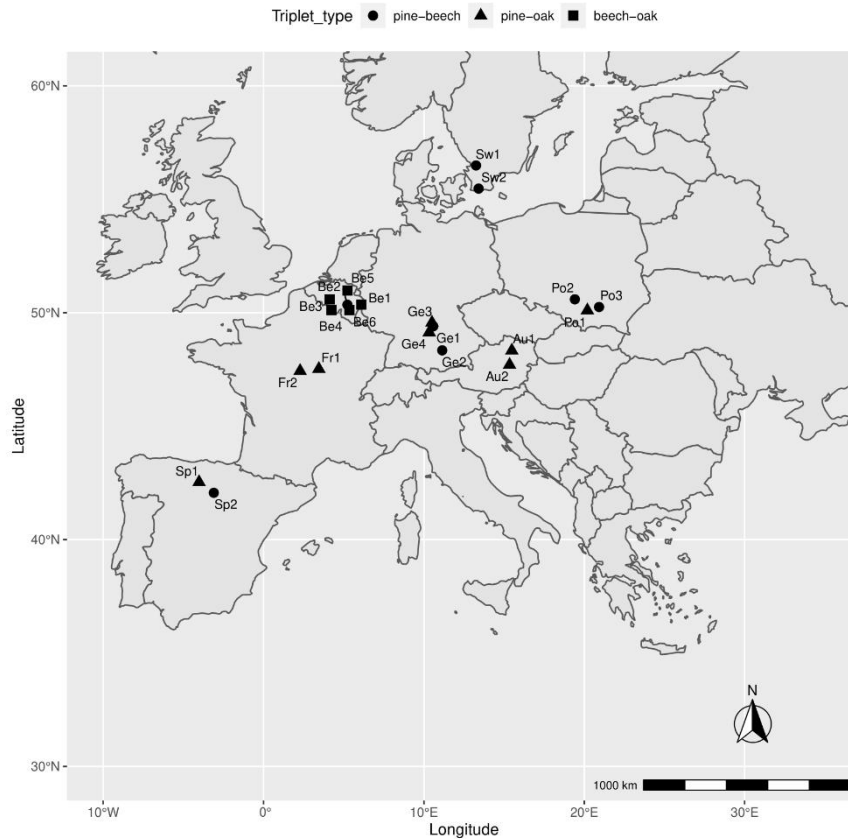 Triplet_type pine-beech pine-oak beech-oak
60°N
Sw1
Sw2
Be5
Be2
Po2
Po3
Be1
Be3
50°N
Ge3
Po1
Be4
Be6
Ge1
Au1
Ge4
Fr1
Ge2
Fr2
Au2
Latitude
Sp1
Sp2
40°N
N
30°N
1000 km
10°W 0° 10°E 20°E 30°E
Longitude